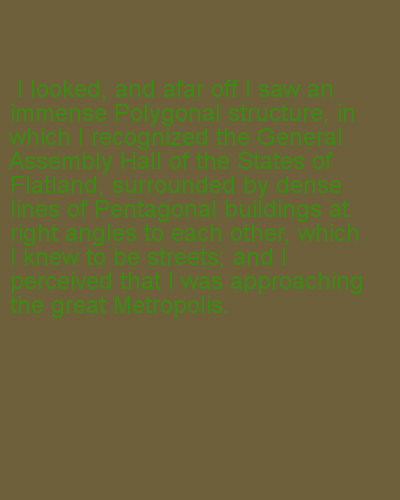 I looked, and afar off I saw an
immense Polygonal structure, in
which I recognized the General
Assembly Hall of the States of
Flatland, surrounded by dense
lines of Pentagonal buildings at
right angles to each other, which
I knew to be streets; and I
perceived that I was approaching
the great Metropolis.